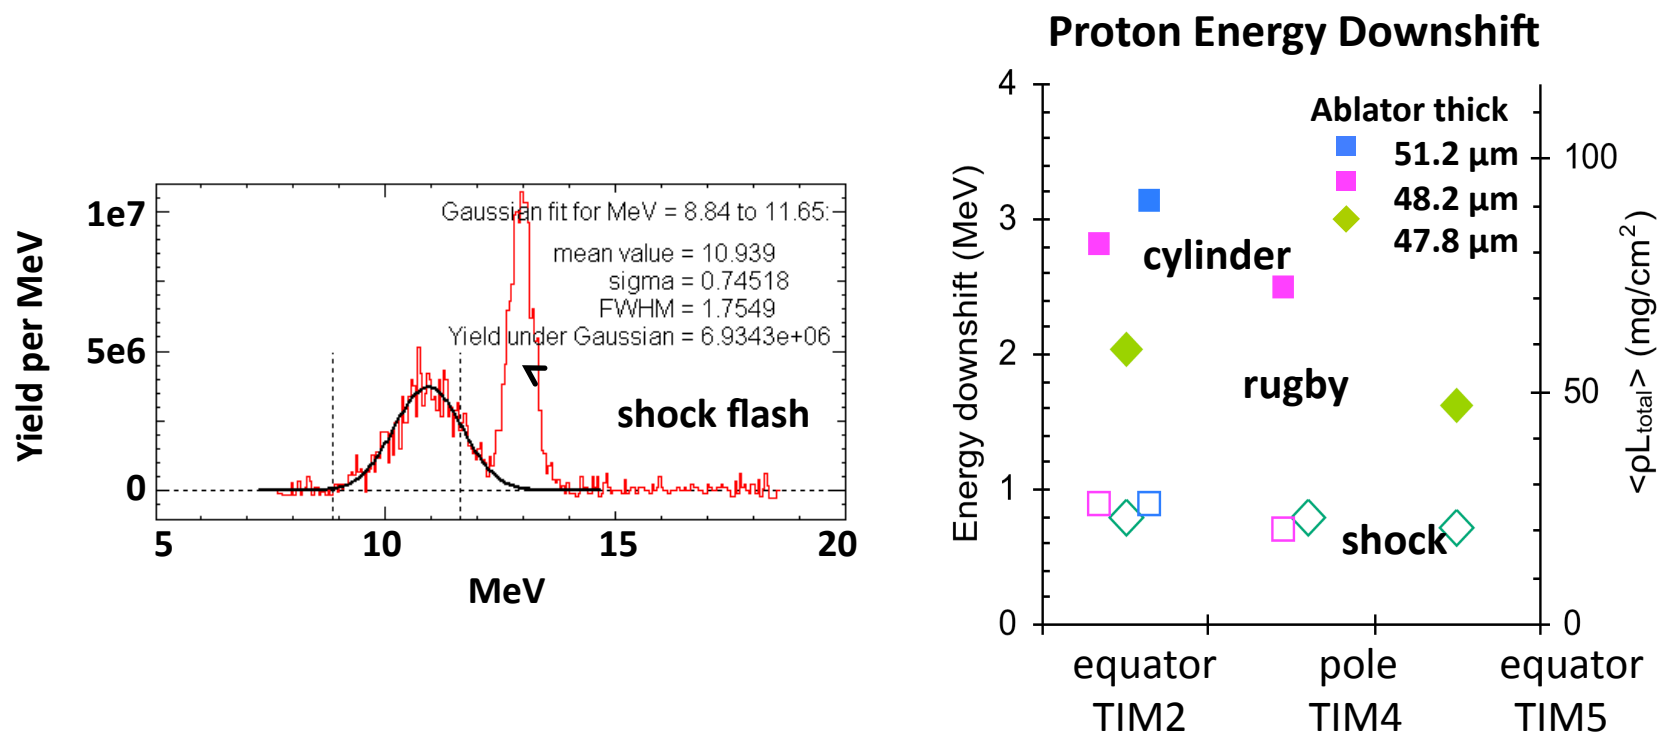 Yield per MeV
1e7
5e6
0
Gaussian fit for MeV = 8.84 to 11.65:
mean value = 10.939
sigma = 0.74518
FWHM = 1.7549
Yield under Gaussian = 6.9343e+06
shock flash
5
10
15
20
MeV
Proton Energy Downshift
Energy downshift (MeV)
4
3
2
1
0
Ablator thick
51.2 µm
48.2 µm
47.8 µm
cylinder
rugby
shock
100
50
0
<ρL_total> (mg/cm²)
equator
TIM2
pole
TIM4
equator
TIM5